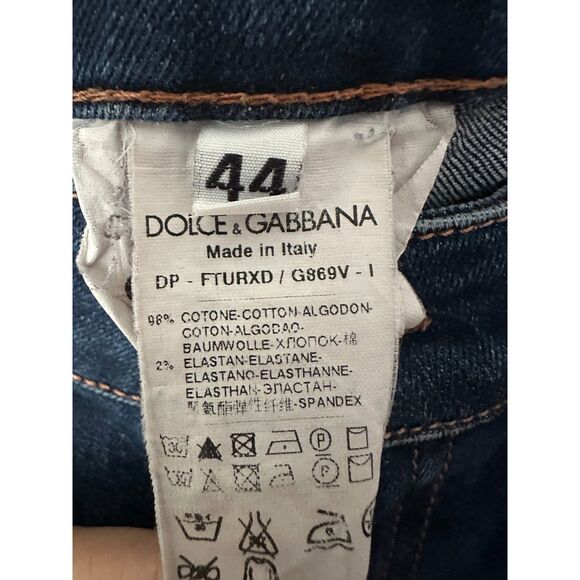 44
DOLCE & GABBANA
Made in Italy
DP - FTURXD / G869V - I
98% COTONE-COTTON-ALGODON-
COTON-ALGODAO-
BAUMWOLLE-ХЛОПОК-棉
2% ELASTAN-ELASTANE-
ELASTANO-ELASTHANNE-
ELASTHAN-ЭЛАСТАН-
聚氨酯弹性纤维-SPANDEX